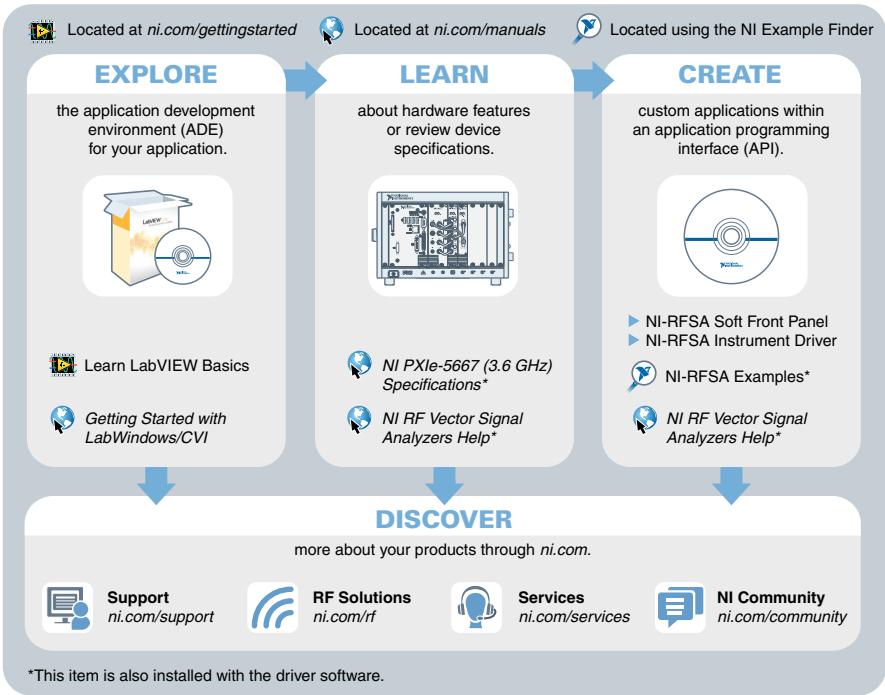 Located at ni.com/gettingstarted
Located at ni.com/manuals
Located using the NI Example Finder
EXPLORE
the application development
environment (ADE)
for your application.
LabVIEW
Learn LabVIEW Basics
Getting Started with
LabWindows/CVI
LEARN
about hardware features
or review device
specifications.
NI PXIe-5667 (3.6 GHz)
Specifications*
NI RF Vector Signal
Analyzers Help*
CREATE
custom applications within
an application programming
interface (API).
NI-RFSA Soft Front Panel
NI-RFSA Instrument Driver
NI-RFSA Examples*
NI RF Vector Signal
Analyzers Help*
DISCOVER
more about your products through ni.com.
Support
ni.com/support
RF Solutions
ni.com/rf
Services
ni.com/services
NI Community
ni.com/community
*This item is also installed with the driver software.